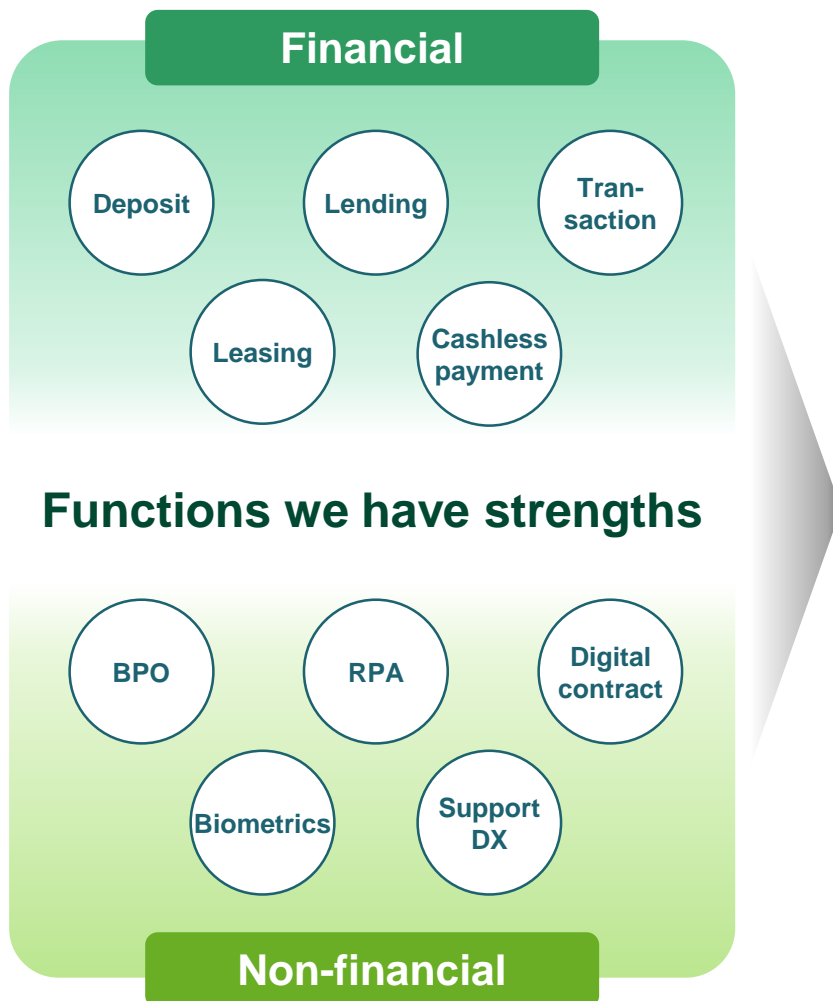 Financial
Deposit
Lending
Tran-
saction
Leasing
Cashless
payment
Functions we have strengths
BPO
RPA
Digital
contract
Biometrics
Support
DX
Non-financial